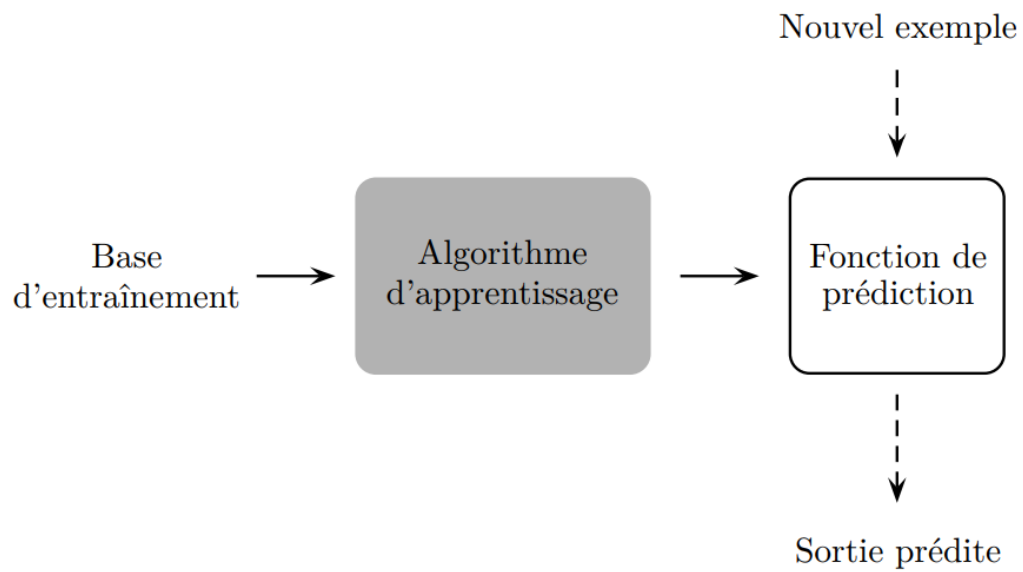 Nouvel exemple
Base
d'entraînement
Algorithme
d'apprentissage
Fonction de
prédiction
Sortie prédite